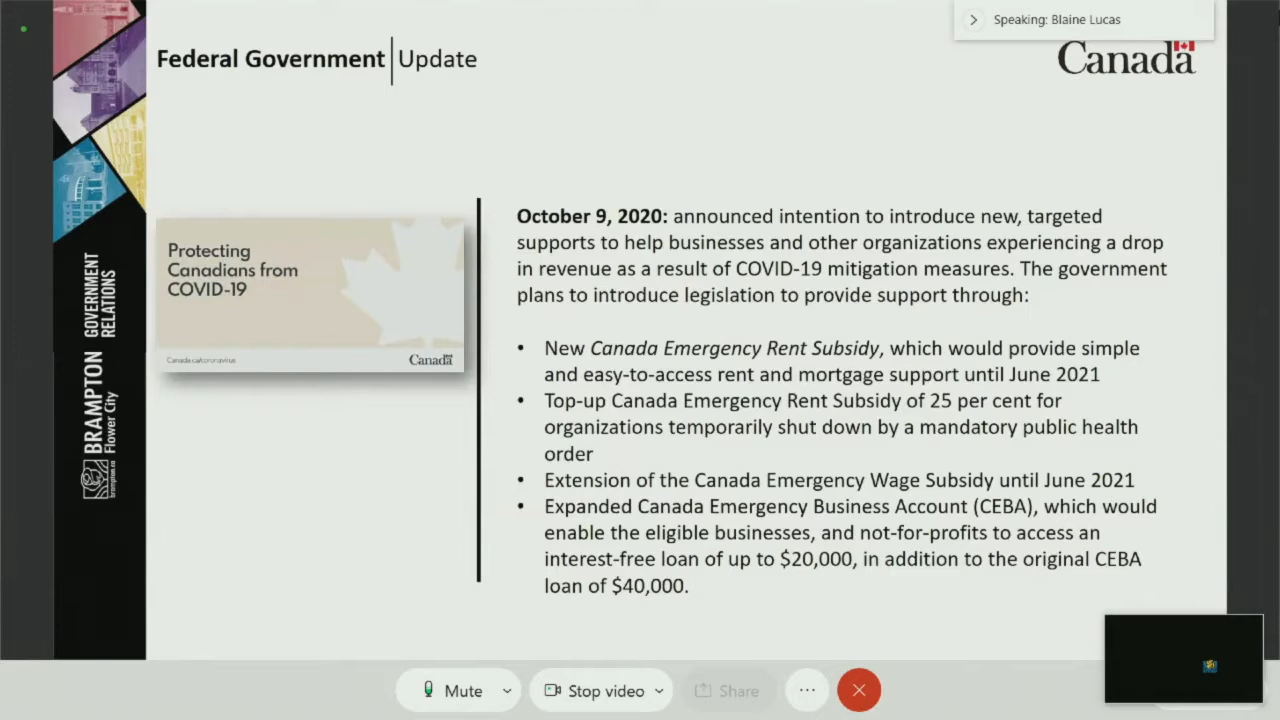 Speaking: Blaine Lucas
Federal Government Update
Canada
Protecting
Canadians from
COVID-19
Canada.ca/coronavirus
Canada
October 9, 2020: announced intention to introduce new, targeted
supports to help businesses and other organizations experiencing a drop
in revenue as a result of COVID-19 mitigation measures. The government
plans to introduce legislation to provide support through:
• New Canada Emergency Rent Subsidy, which would provide simple
and easy-to-access rent and mortgage support until June 2021
• Top-up Canada Emergency Rent Subsidy of 25 per cent for
organizations temporarily shut down by a mandatory public health
order
• Extension of the Canada Emergency Wage Subsidy until June 2021
• Expanded Canada Emergency Business Account (CEBA), which would
enable the eligible businesses, and not-for-profits to access an
interest-free loan of up to $20,000, in addition to the original CEBA
loan of $40,000.
GOVERNMENT
RELATIONS
BRAMPTON
Flower City
brampton.ca
Mute
Stop video
Share